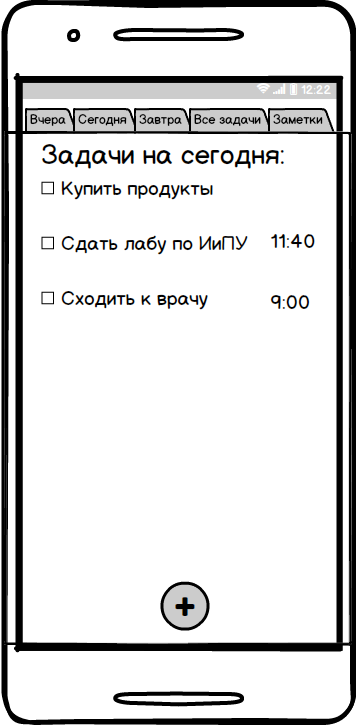 12:22
Вчера Сегодня Завтра Все задачи Заметки
Задачи на сегодня:
Купить продукты
Сдать лабу по ИиПУ 11:40
Сходить к врачу 9:00
+